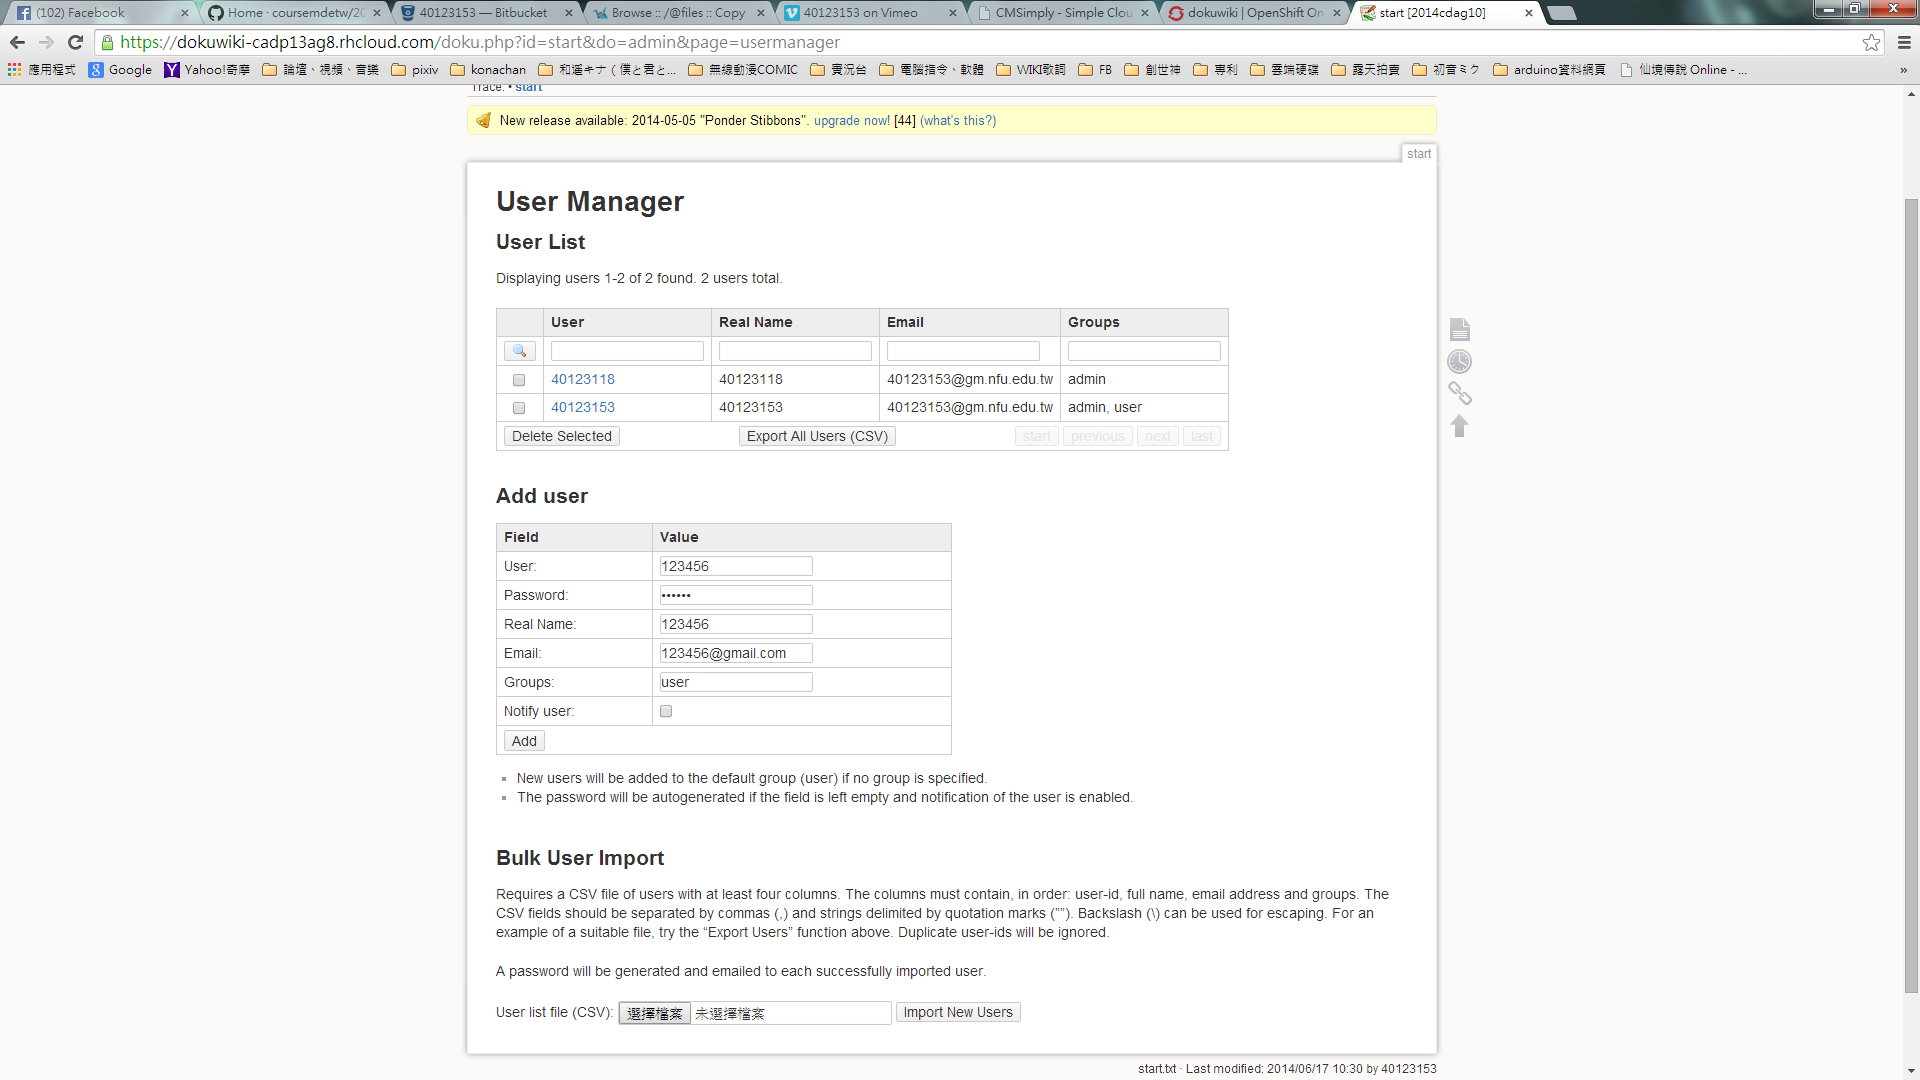 (102) Facebook
Home · coursemdetw/20
40123153 — Bitbucket
Browse :: /@files :: Copy
40123153 on Vimeo
CMSimply - Simple Clou
dokuwiki | OpenShift On
start [2014cdag10]
https://dokuwiki-cadp13ag8.rhcloud.com/doku.php?id=start&do=admin&page=usermanager
應用程式
Google
Yahoo!奇摩
論壇、視頻、音樂
pixiv
konachan
和遥キナ ( 僕と君と...
無線動漫COMIC
實況台
電腦指令、軟體
WIKI歌詞
FB
創世神
專利
雲端硬碟
露天拍賣
初音ミク
arduino資料網頁
仙境傳說 Online - ...
»
Trace: • start
New release available: 2014-05-05 "Ponder Stibbons". upgrade now! [44] (what's this?)
start
User Manager
User List
Displaying users 1-2 of 2 found. 2 users total.
User Real Name Email Groups
40123118 40123118 40123153@gm.nfu.edu.tw admin
40123153 40123153 40123153@gm.nfu.edu.tw admin, user
Delete Selected Export All Users (CSV) start previous next last
Add user
Field Value
User: 123456
Password: ••••••
Real Name: 123456
Email: 123456@gmail.com
Groups: user
Notify user:
Add
New users will be added to the default group (user) if no group is specified.
The password will be autogenerated if the field is left empty and notification of the user is enabled.
Bulk User Import
Requires a CSV file of users with at least four columns. The columns must contain, in order: user-id, full name, email address and groups. The
CSV fields should be separated by commas (,) and strings delimited by quotation marks (""). Backslash (\) can be used for escaping. For an
example of a suitable file, try the “Export Users” function above. Duplicate user-ids will be ignored.
A password will be generated and emailed to each successfully imported user.
User list file (CSV): 選擇檔案 未選擇檔案 Import New Users
start.txt · Last modified: 2014/06/17 10:30 by 40123153